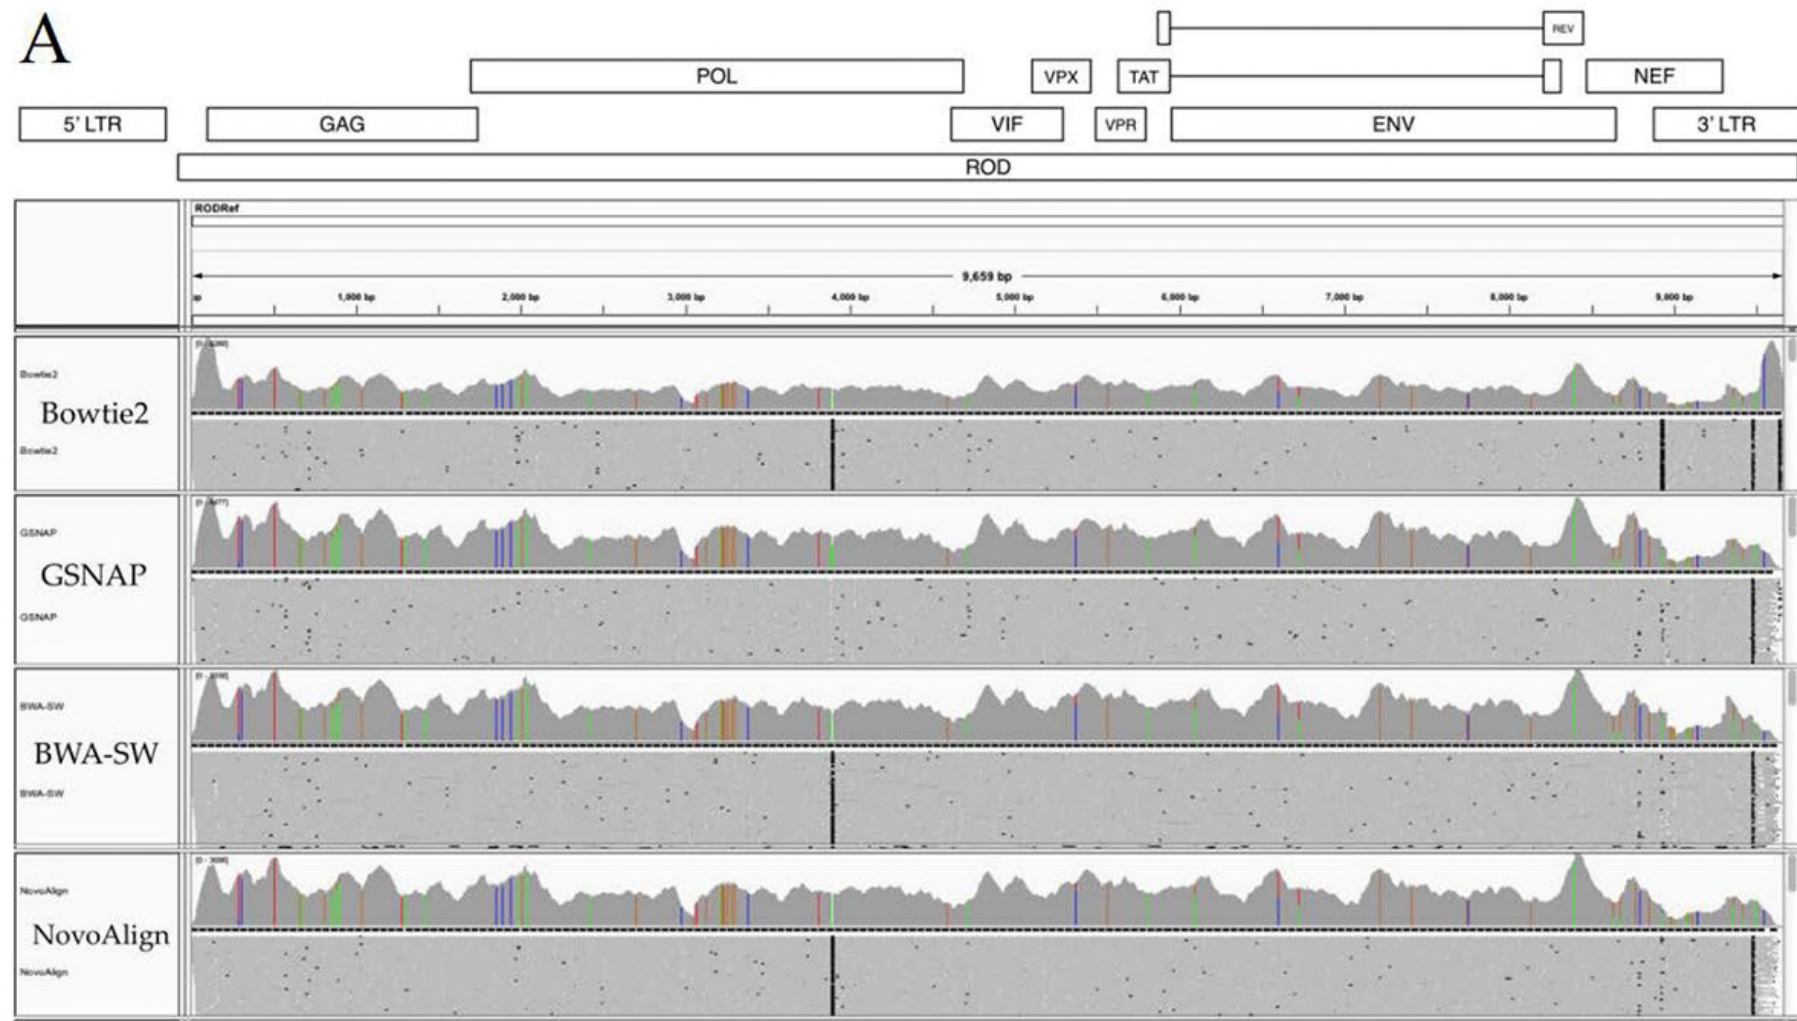 A
REV
POL
VPX
TAT
NEF
5' LTR
GAG
VIF
VPR
ENV
3' LTR
ROD
RODRef
9,659 bp
bp 1,000 bp 2,000 bp 3,000 bp 4,000 bp 5,000 bp 6,000 bp 7,000 bp 8,000 bp 9,000 bp
Bowtie2
Bowtie2
Bowtie2
GSNAP
GSNAP
GSNAP
BWA-SW
BWA-SW
BWA-SW
NovoAlign
NovoAlign
NovoAlign